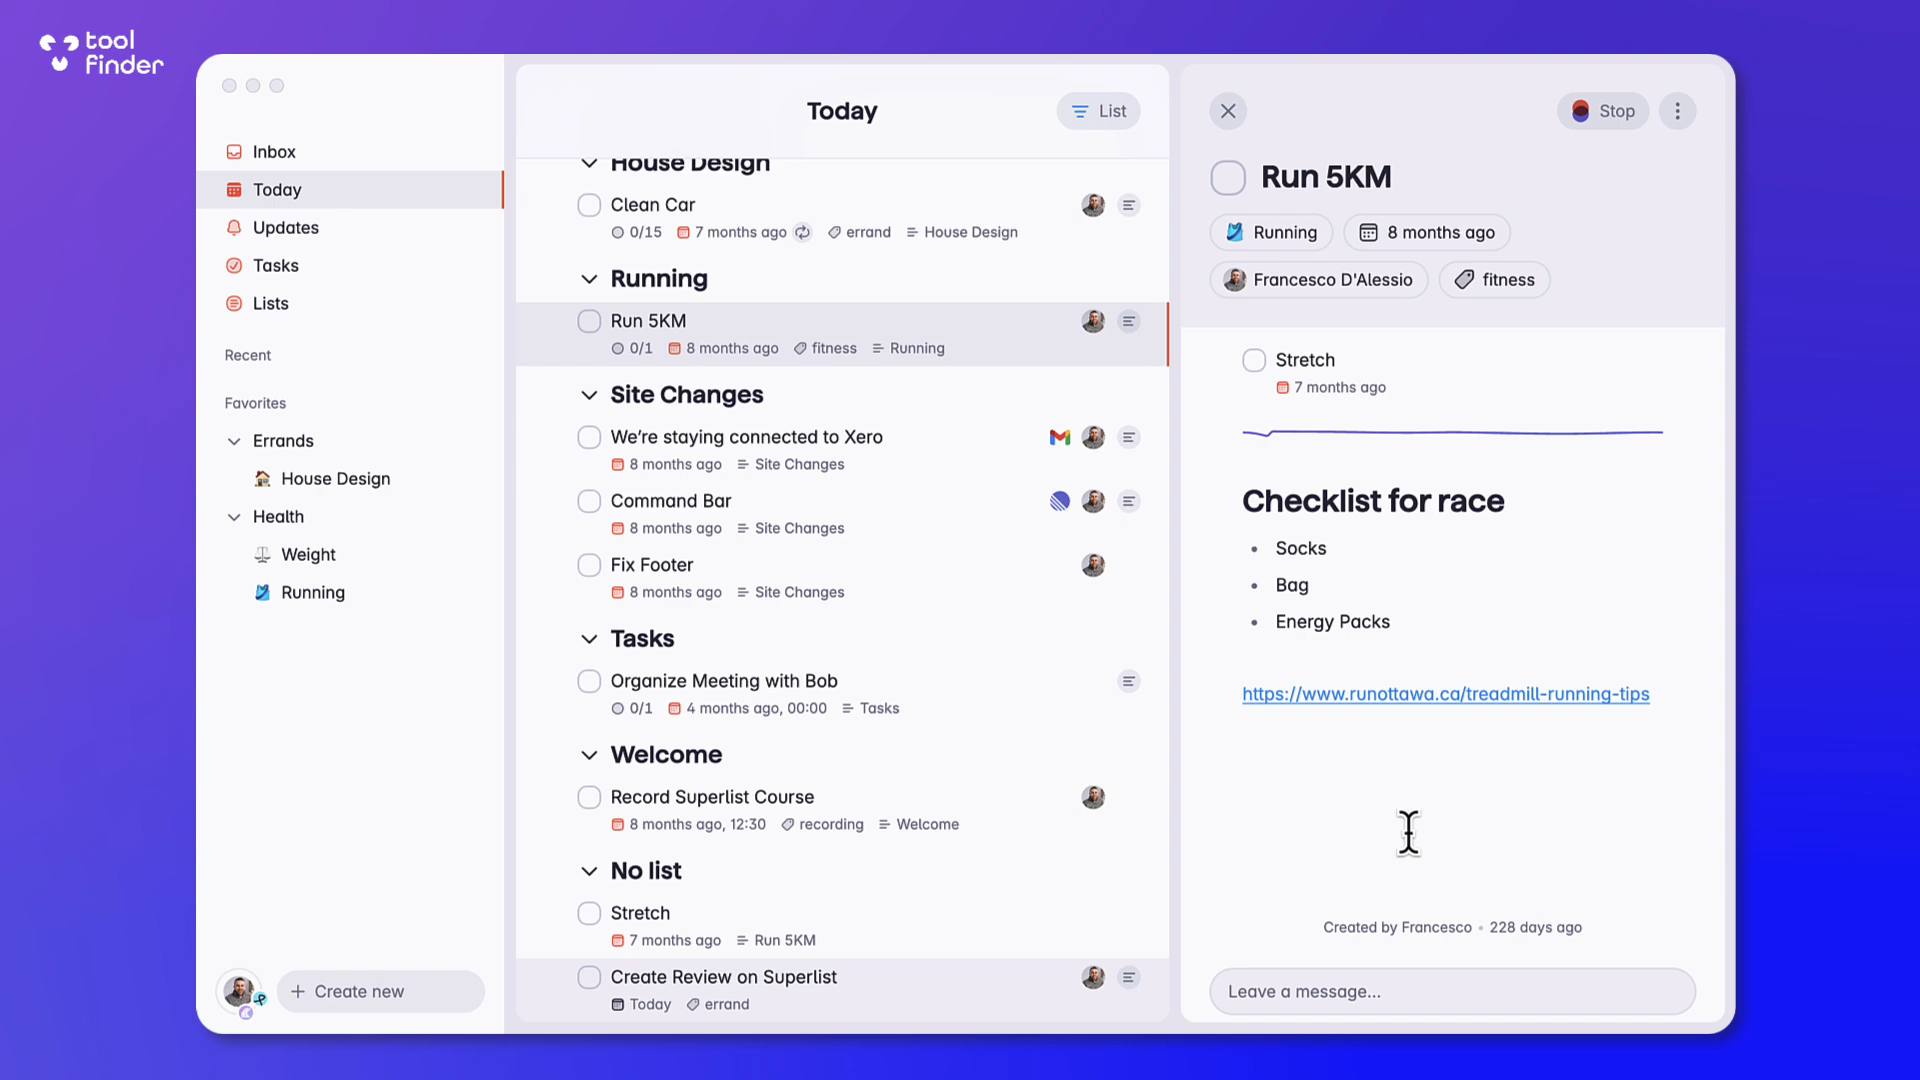 tool
finder
Inbox
Today
Updates
Tasks
Lists
Recent
Favorites
Errands
House Design
Health
Weight
Running
Create new
Today
List
House Design
Clean Car
0/15 7 months ago errand House Design
Running
Run 5KM
0/1 8 months ago fitness Running
Site Changes
We’re staying connected to Xero
8 months ago Site Changes
Command Bar
8 months ago Site Changes
Fix Footer
8 months ago Site Changes
Tasks
Organize Meeting with Bob
0/1 4 months ago, 00:00 Tasks
Welcome
Record Superlist Course
8 months ago, 12:30 recording Welcome
No list
Stretch
7 months ago Run 5KM
Create Review on Superlist
Today errand
Stop
Run 5KM
Running 8 months ago
Francesco D'Alessio fitness
Stretch
7 months ago
Checklist for race
• Socks
• Bag
• Energy Packs
https://www.runottawa.ca/treadmill-running-tips
Created by Francesco • 228 days ago
Leave a message...